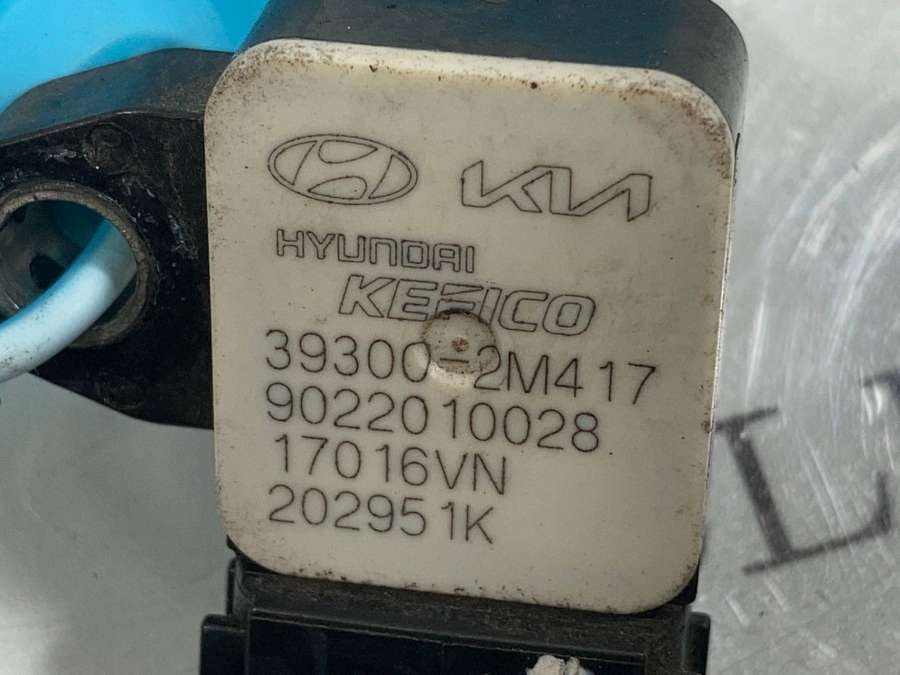 KIA
HYUNDAI
KEFICO
39300-2M417
9022010028
17016VN
202951K